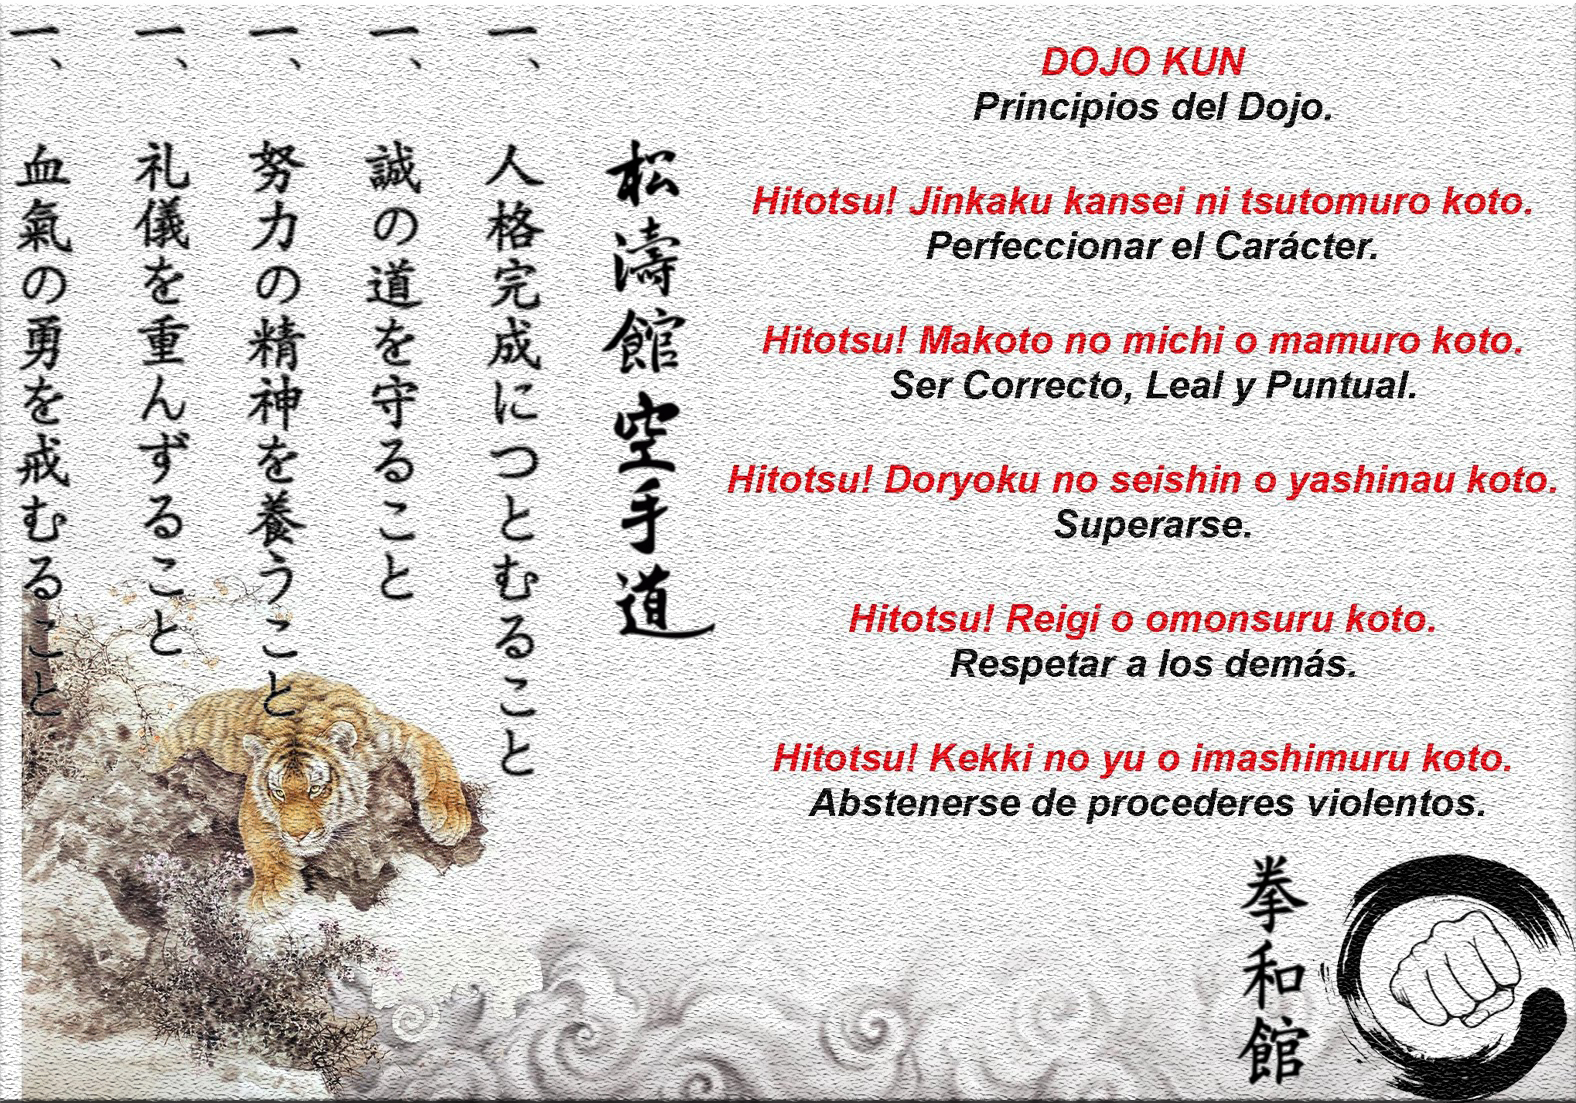 松濤館空手道
一、人格完成につとむること
一、誠の道を守ること
一、努力の精神を養うこと
一、礼儀を重んずること
一、血氣の勇を戒むること
DOJO KUN
Principios del Dojo.
Hitotsu! Jinkaku kansei ni tsutomuro koto.
Perfeccionar el Carácter.
Hitotsu! Makoto no michi o mamuro koto.
Ser Correcto, Leal y Puntual.
Hitotsu! Doryoku no seishin o yashinau koto.
Superarse.
Hitotsu! Reigi o omonsuru koto.
Respetar a los demás.
Hitotsu! Kekki no yu o imashimuru koto.
Abstenerse de procederes violentos.
拳和館